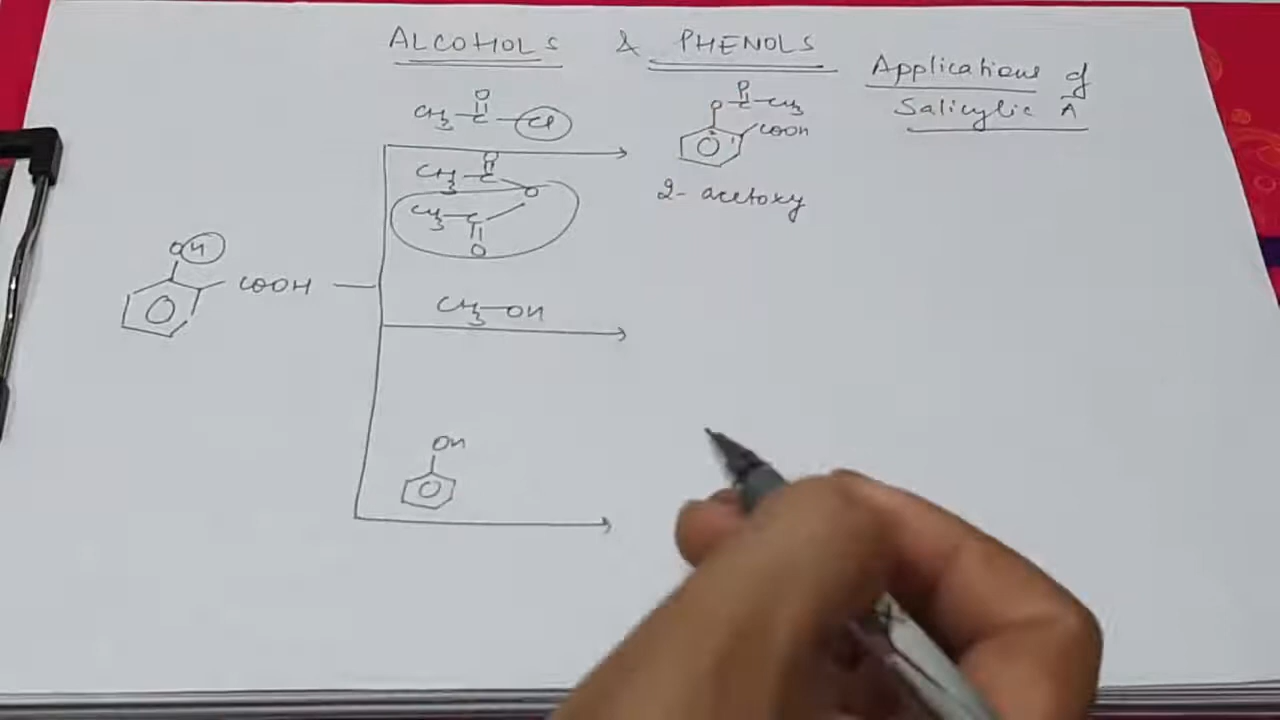 ALCOHOLS & PHENOLS
Applications of
Salicylic A
O
CH3-C-Cl
O
CH3-C
O
CH3-C
O
O
O-C-CH3
COOH
2- acetoxy
OH
COOH
CH3-OH
OH